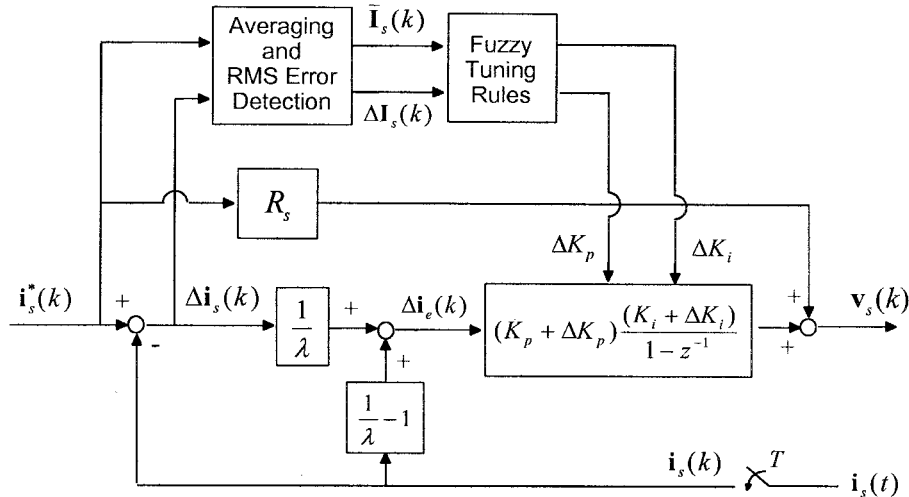 Averaging
and
RMS Error
Detection
Ī_s(k)
ΔI_s(k)
Fuzzy
Tuning
Rules
R_s
ΔK_p
ΔK_i
i_s^*(k)
+
-
Δi_s(k)
1/λ
+
+
Δi_e(k)
(K_p + ΔK_p) (K_i + ΔK_i)/(1 - z^{-1})
+
+
v_s(k)
1/λ - 1
i_s(k)
T
i_s(t)